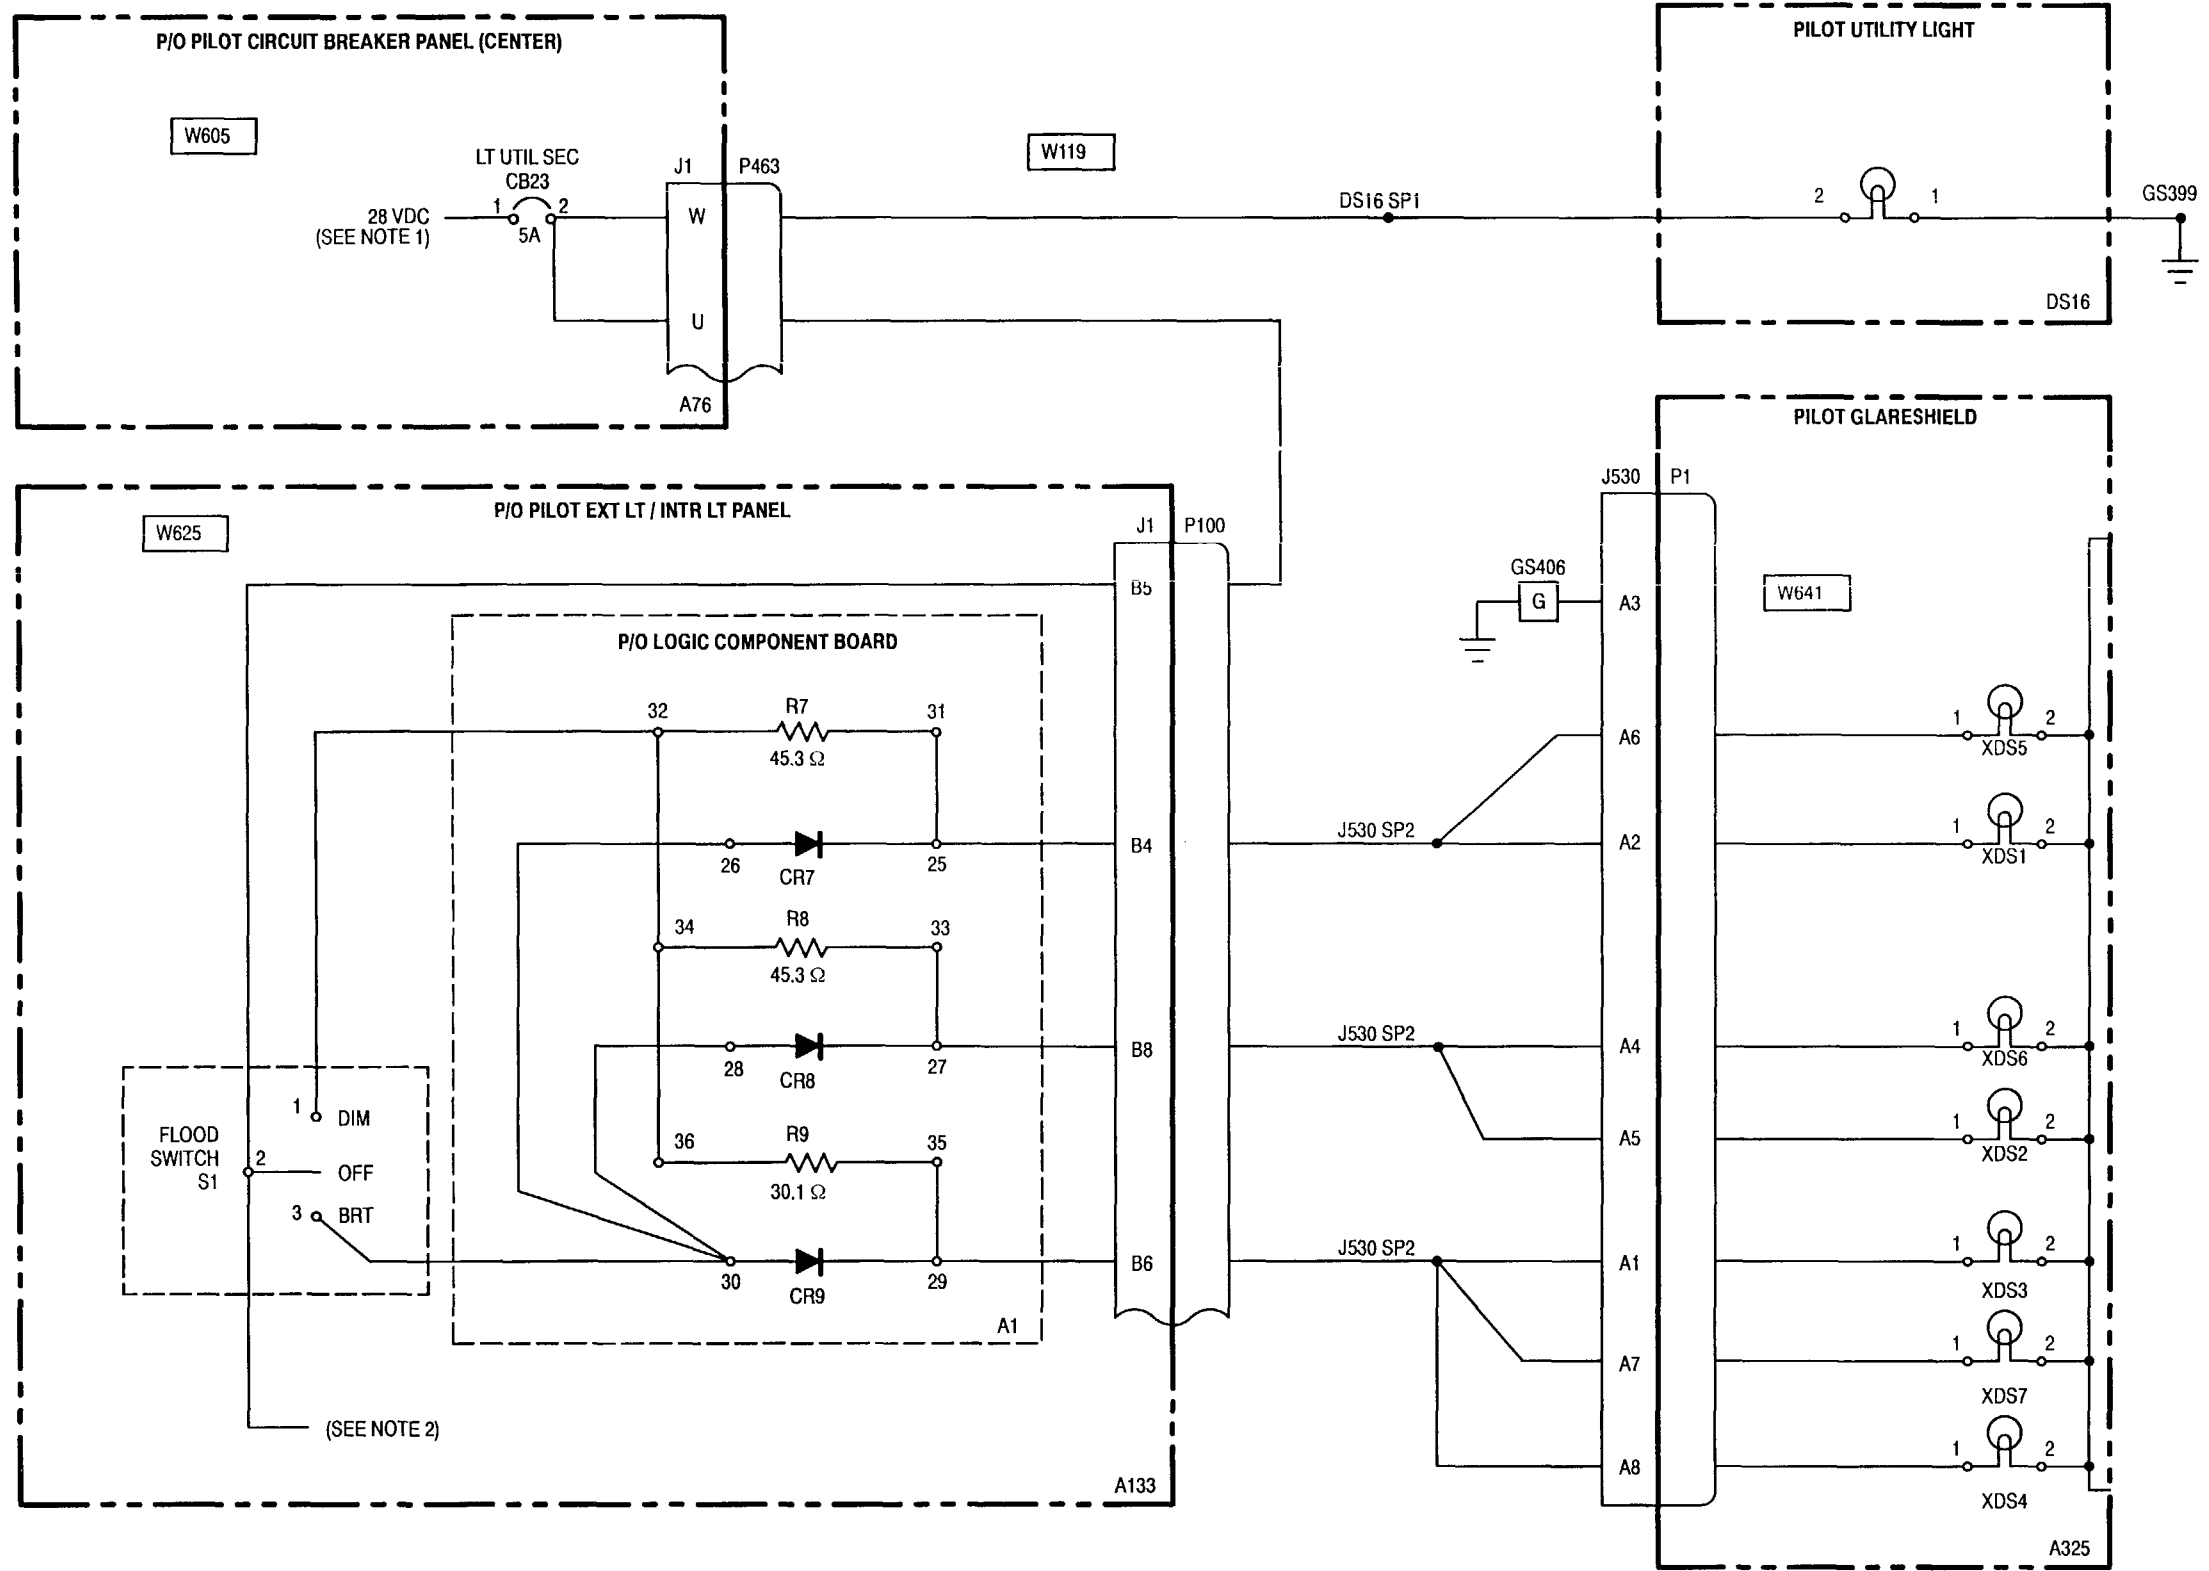 P/O PILOT CIRCUIT BREAKER PANEL (CENTER)
W605
LT UTIL SEC
CB23
1
2
5A
28 VDC
(SEE NOTE 1)
J1
P463
W
U
A76
W119
DS16 SP1
PILOT UTILITY LIGHT
2
1
DS16
GS399
P/O PILOT EXT LT / INTR LT PANEL
W625
J1
P100
B5
B4
B8
B6
P/O LOGIC COMPONENT BOARD
32
R7
45.3 Ω
31
26
CR7
25
34
R8
45.3 Ω
33
28
CR8
27
36
R9
30.1 Ω
35
30
CR9
29
A1
FLOOD
SWITCH
S1
1
DIM
2
OFF
3
BRT
(SEE NOTE 2)
A133
J530 SP2
J530 SP2
J530 SP2
GS406
G
PILOT GLARESHIELD
J530
P1
W641
A3
A6
1
2
XDS5
A2
1
2
XDS1
A4
1
2
XDS6
A5
1
2
XDS2
A1
1
2
XDS3
A7
1
2
XDS7
A8
1
2
XDS4
A325